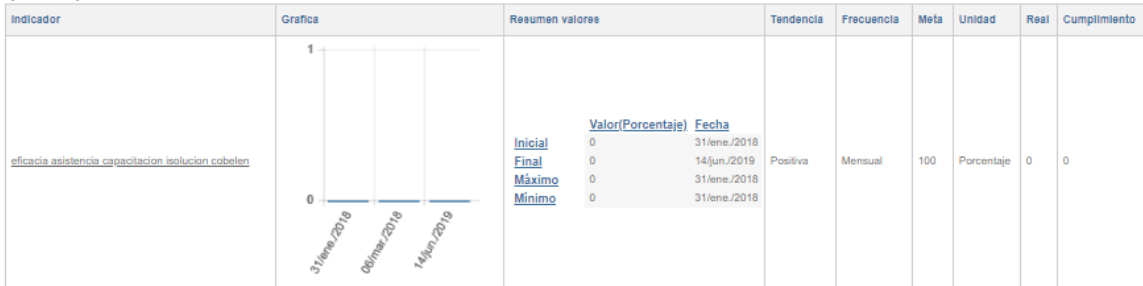 Indicador Grafica Resumen valores Tendencia Frecuencia Meta Unidad Real Cumplimiento
1
Valor(Porcentaje) Fecha
Inicial 0 31/ene./2018
eficacia asistencia capacitacion isolucion cobelen Final 0 14/jun./2019 Positiva Mensual 100 Porcentaje 0 0
Máximo 0 31/ene./2018
Mínimo 0 31/ene./2018
0
31/ene./2018 06/mar./2018 14/jun./2019